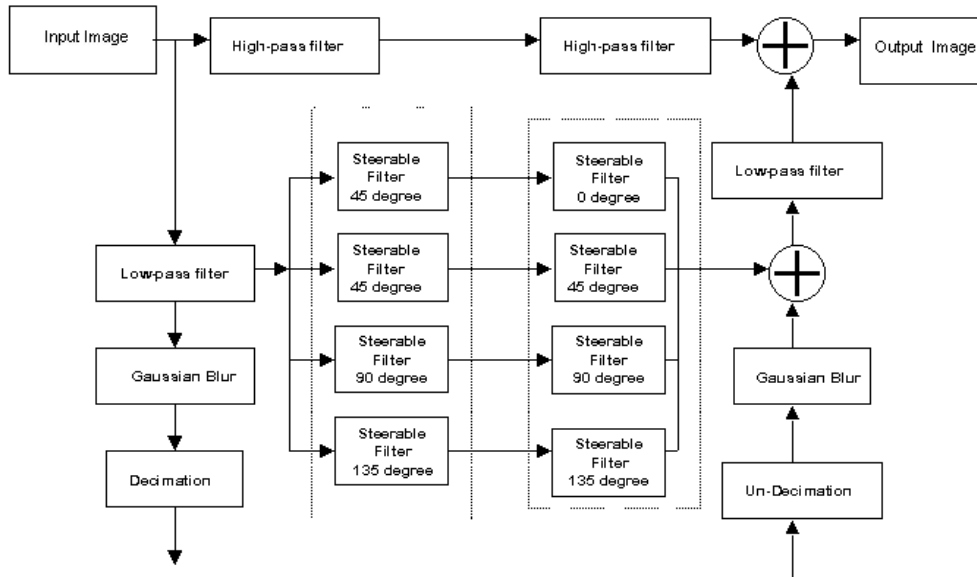 Input Image
High-pass filter
High-pass filter
Output Image
Steerable
Filter
45 degree
Steerable
Filter
0 degree
Low-pass filter
Low-pass filter
Steerable
Filter
45 degree
Steerable
Filter
45 degree
Gaussian Blur
Steerable
Filter
90 degree
Steerable
Filter
90 degree
Gaussian Blur
Decimation
Steerable
Filter
135 degree
Steerable
Filter
135 degree
Un-Decimation